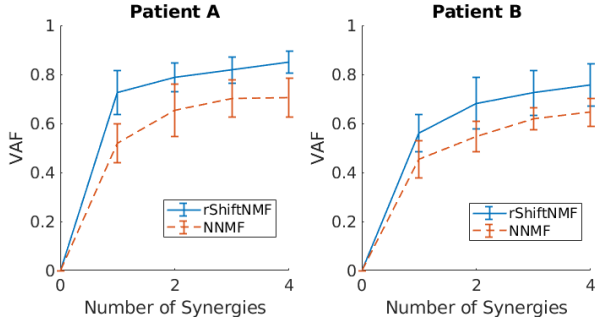 Patient A
1
0.8
0.6
0.4
0.2
0
VAF
rShiftNMF
NNMF
0
2
4
Number of Synergies
Patient B
1
0.8
0.6
0.4
0.2
0
VAF
rShiftNMF
NNMF
0
2
4
Number of Synergies